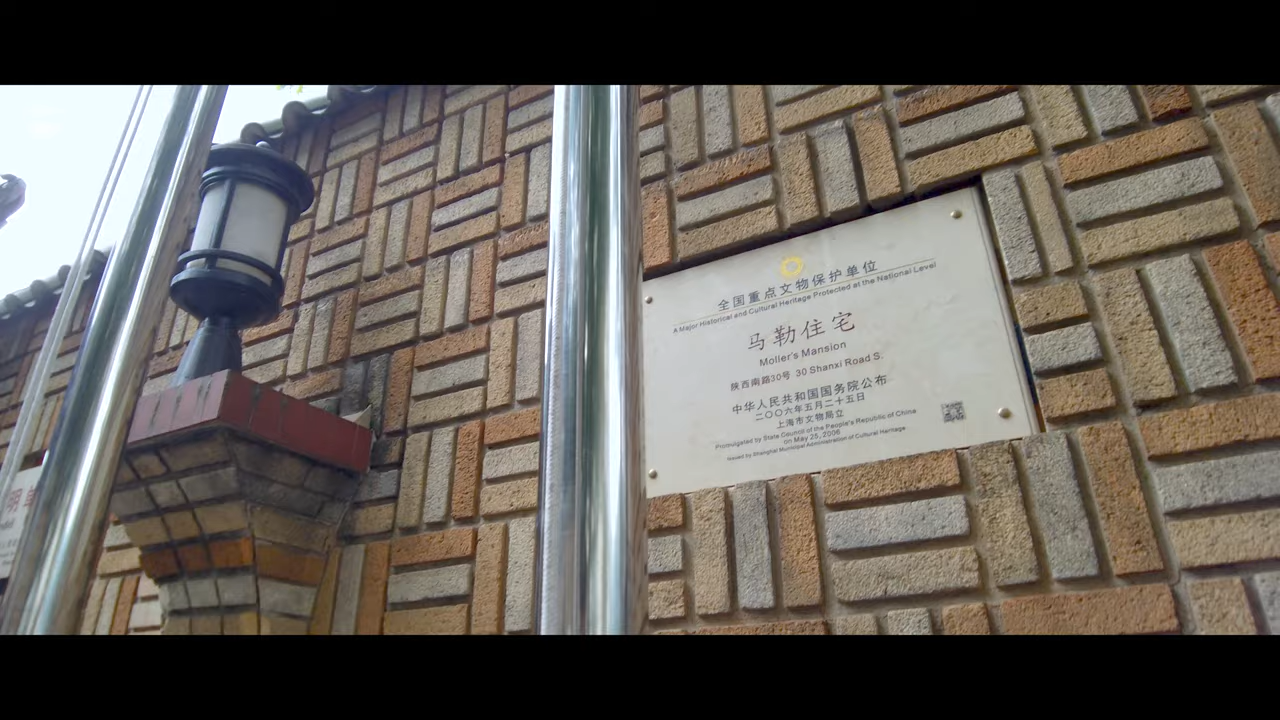 全国重点文物保护单位
A Major Historical and Cultural Heritage Protected at the National Level
马勒住宅
Moller's Mansion
陕西南路30号 30 Shanxi Road S.
中华人民共和国国务院公布
二〇〇六年五月二十五日
上海市文物局立
Promulgated by State Council of the People's Republic of China
on May 25, 2006
Issued by Shanghai Municipal Administration of Cultural Heritage
明